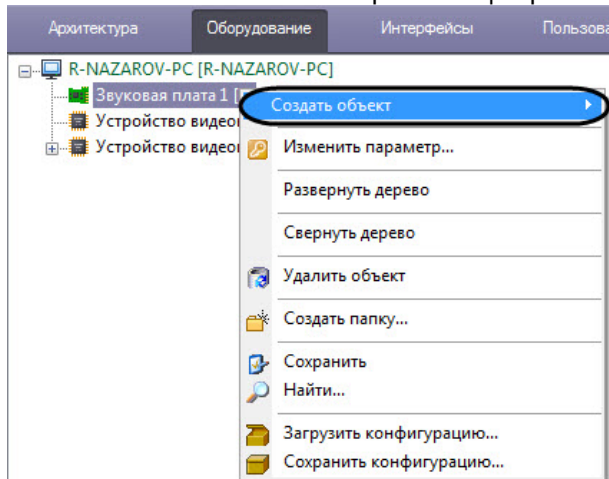 Архитектура Оборудование Интерфейсы Пользова
R-NAZAROV-PC [R-NAZAROV-PC]
Звуковая плата 1 [
Устройство видео
Устройство видео
Создать объект
Изменить параметр...
Развернуть дерево
Свернуть дерево
Удалить объект
Создать папку...
Сохранить
Найти...
Загрузить конфигурацию...
Сохранить конфигурацию...